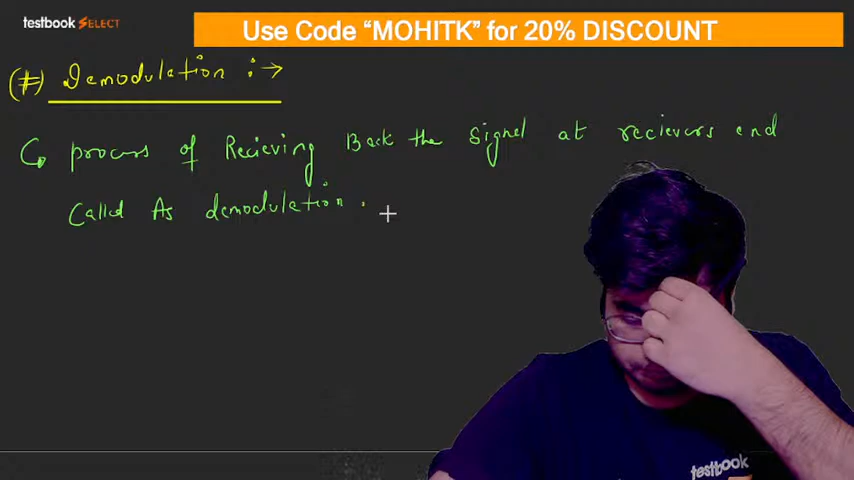 testbook SELECT
Use Code “MOHITK” for 20% DISCOUNT
(#) Demodulation :→
process of Recieving Back the signal at recievers end
Called As demodulation.
testbook